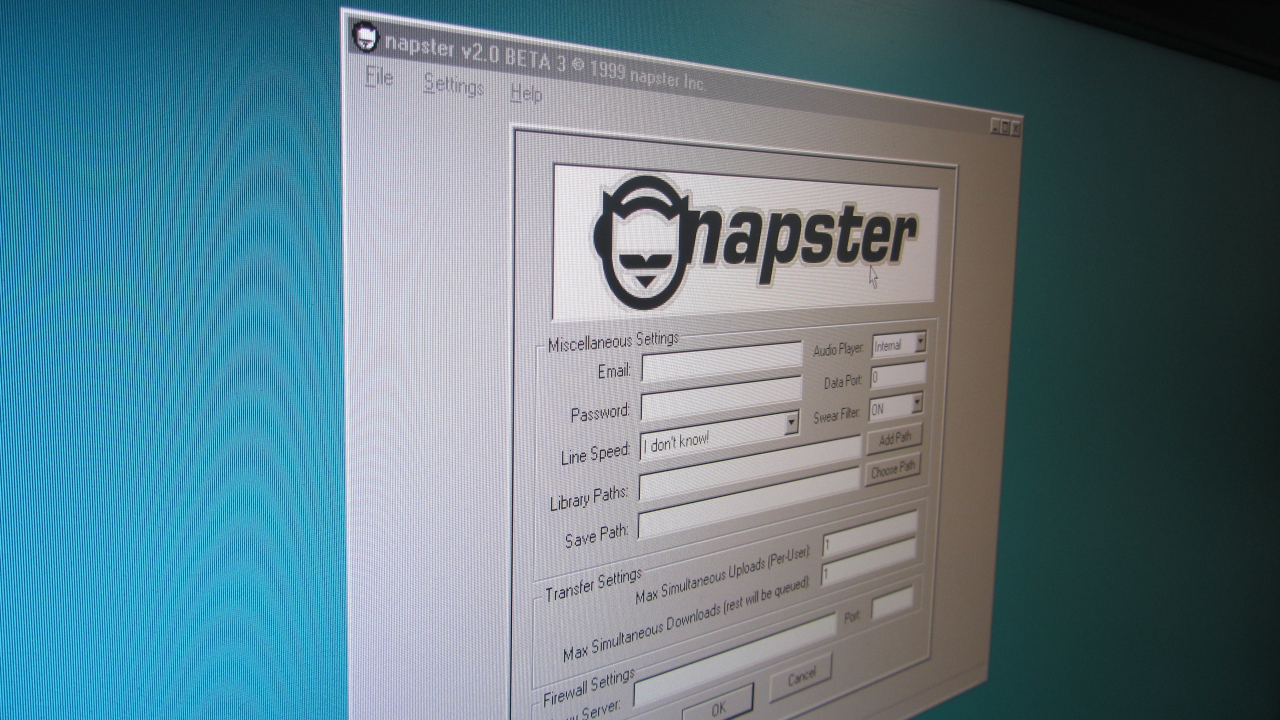 napster v2.0 BETA 3 © 1999 napster Inc.
File Settings Help
napster
Miscellaneous Settings
Email:
Audio Player: Internal
Password:
Data Port: 0
Line Speed: I don't know!
Swear Filter: ON
Library Paths:
Add Path
Save Path:
Choose Path
Transfer Settings
Max Simultaneous Uploads (Per-User): 1
Max Simultaneous Downloads (rest will be queued): 1
Firewall Settings
Server:
Port:
OK Cancel